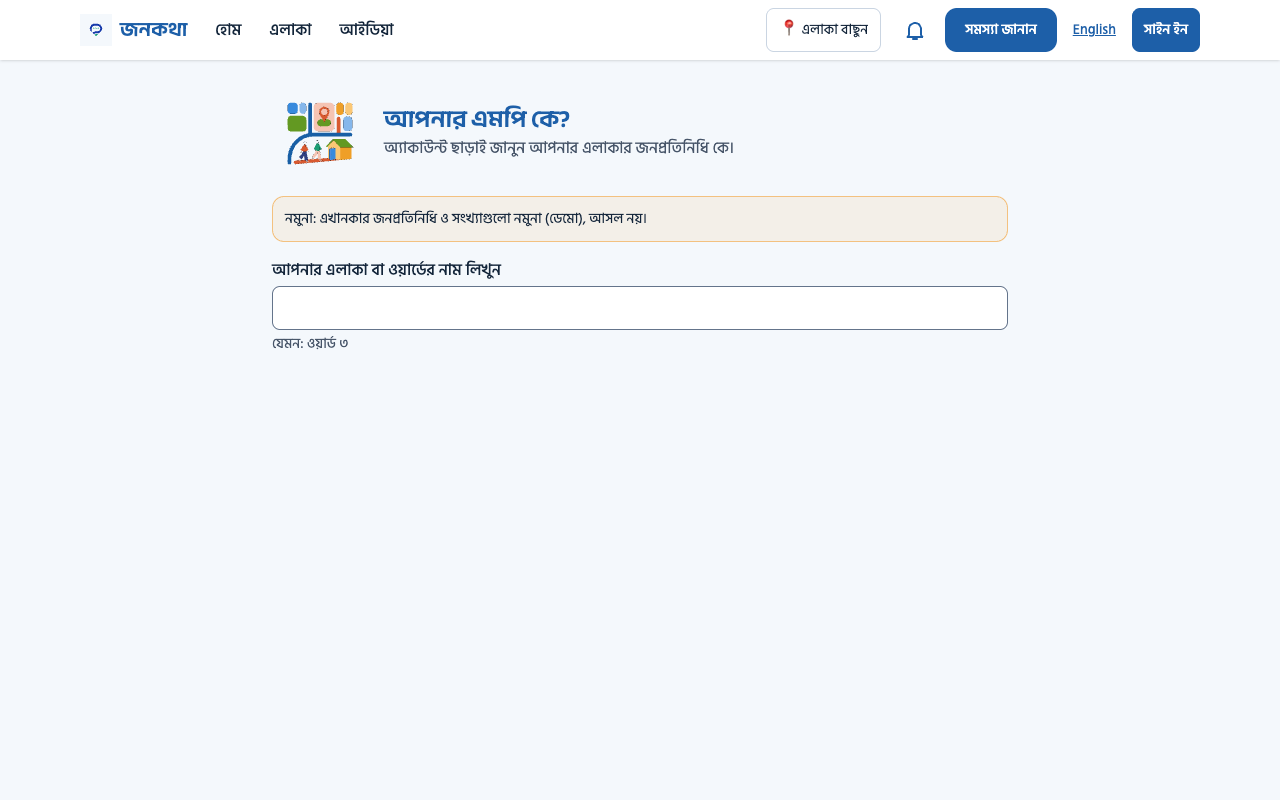 জনকথা
হোম
এলাকা
আইডিয়া
এলাকা বাছুন
সমস্যা জানান
English
সাইন ইন
আপনার এমপি কে?
অ্যাকাউন্ট ছাড়াই জানুন আপনার এলাকার জনপ্রতিনিধি কে।
নমুনা: এখানকার জনপ্রতিনিধি ও সংখ্যাগুলো নমুনা (ডেমো), আসল নয়।
আপনার এলাকা বা ওয়ার্ডের নাম লিখুন
যেমন: ওয়ার্ড ৩